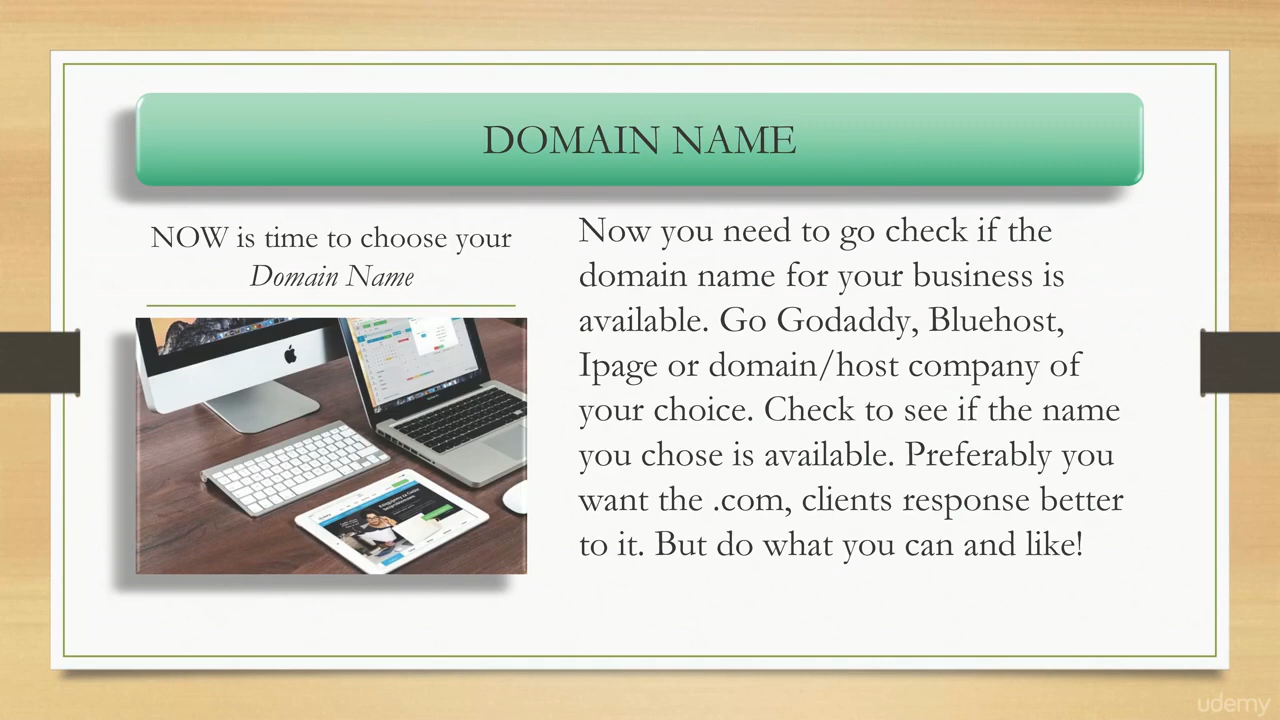 DOMAIN NAME
NOW is time to choose your
Domain Name
Now you need to go check if the
domain name for your business is
available. Go Godaddy, Bluehost,
Ipage or domain/host company of
your choice. Check to see if the name
you chose is available. Preferably you
want the .com, clients response better
to it. But do what you can and like!
udemy